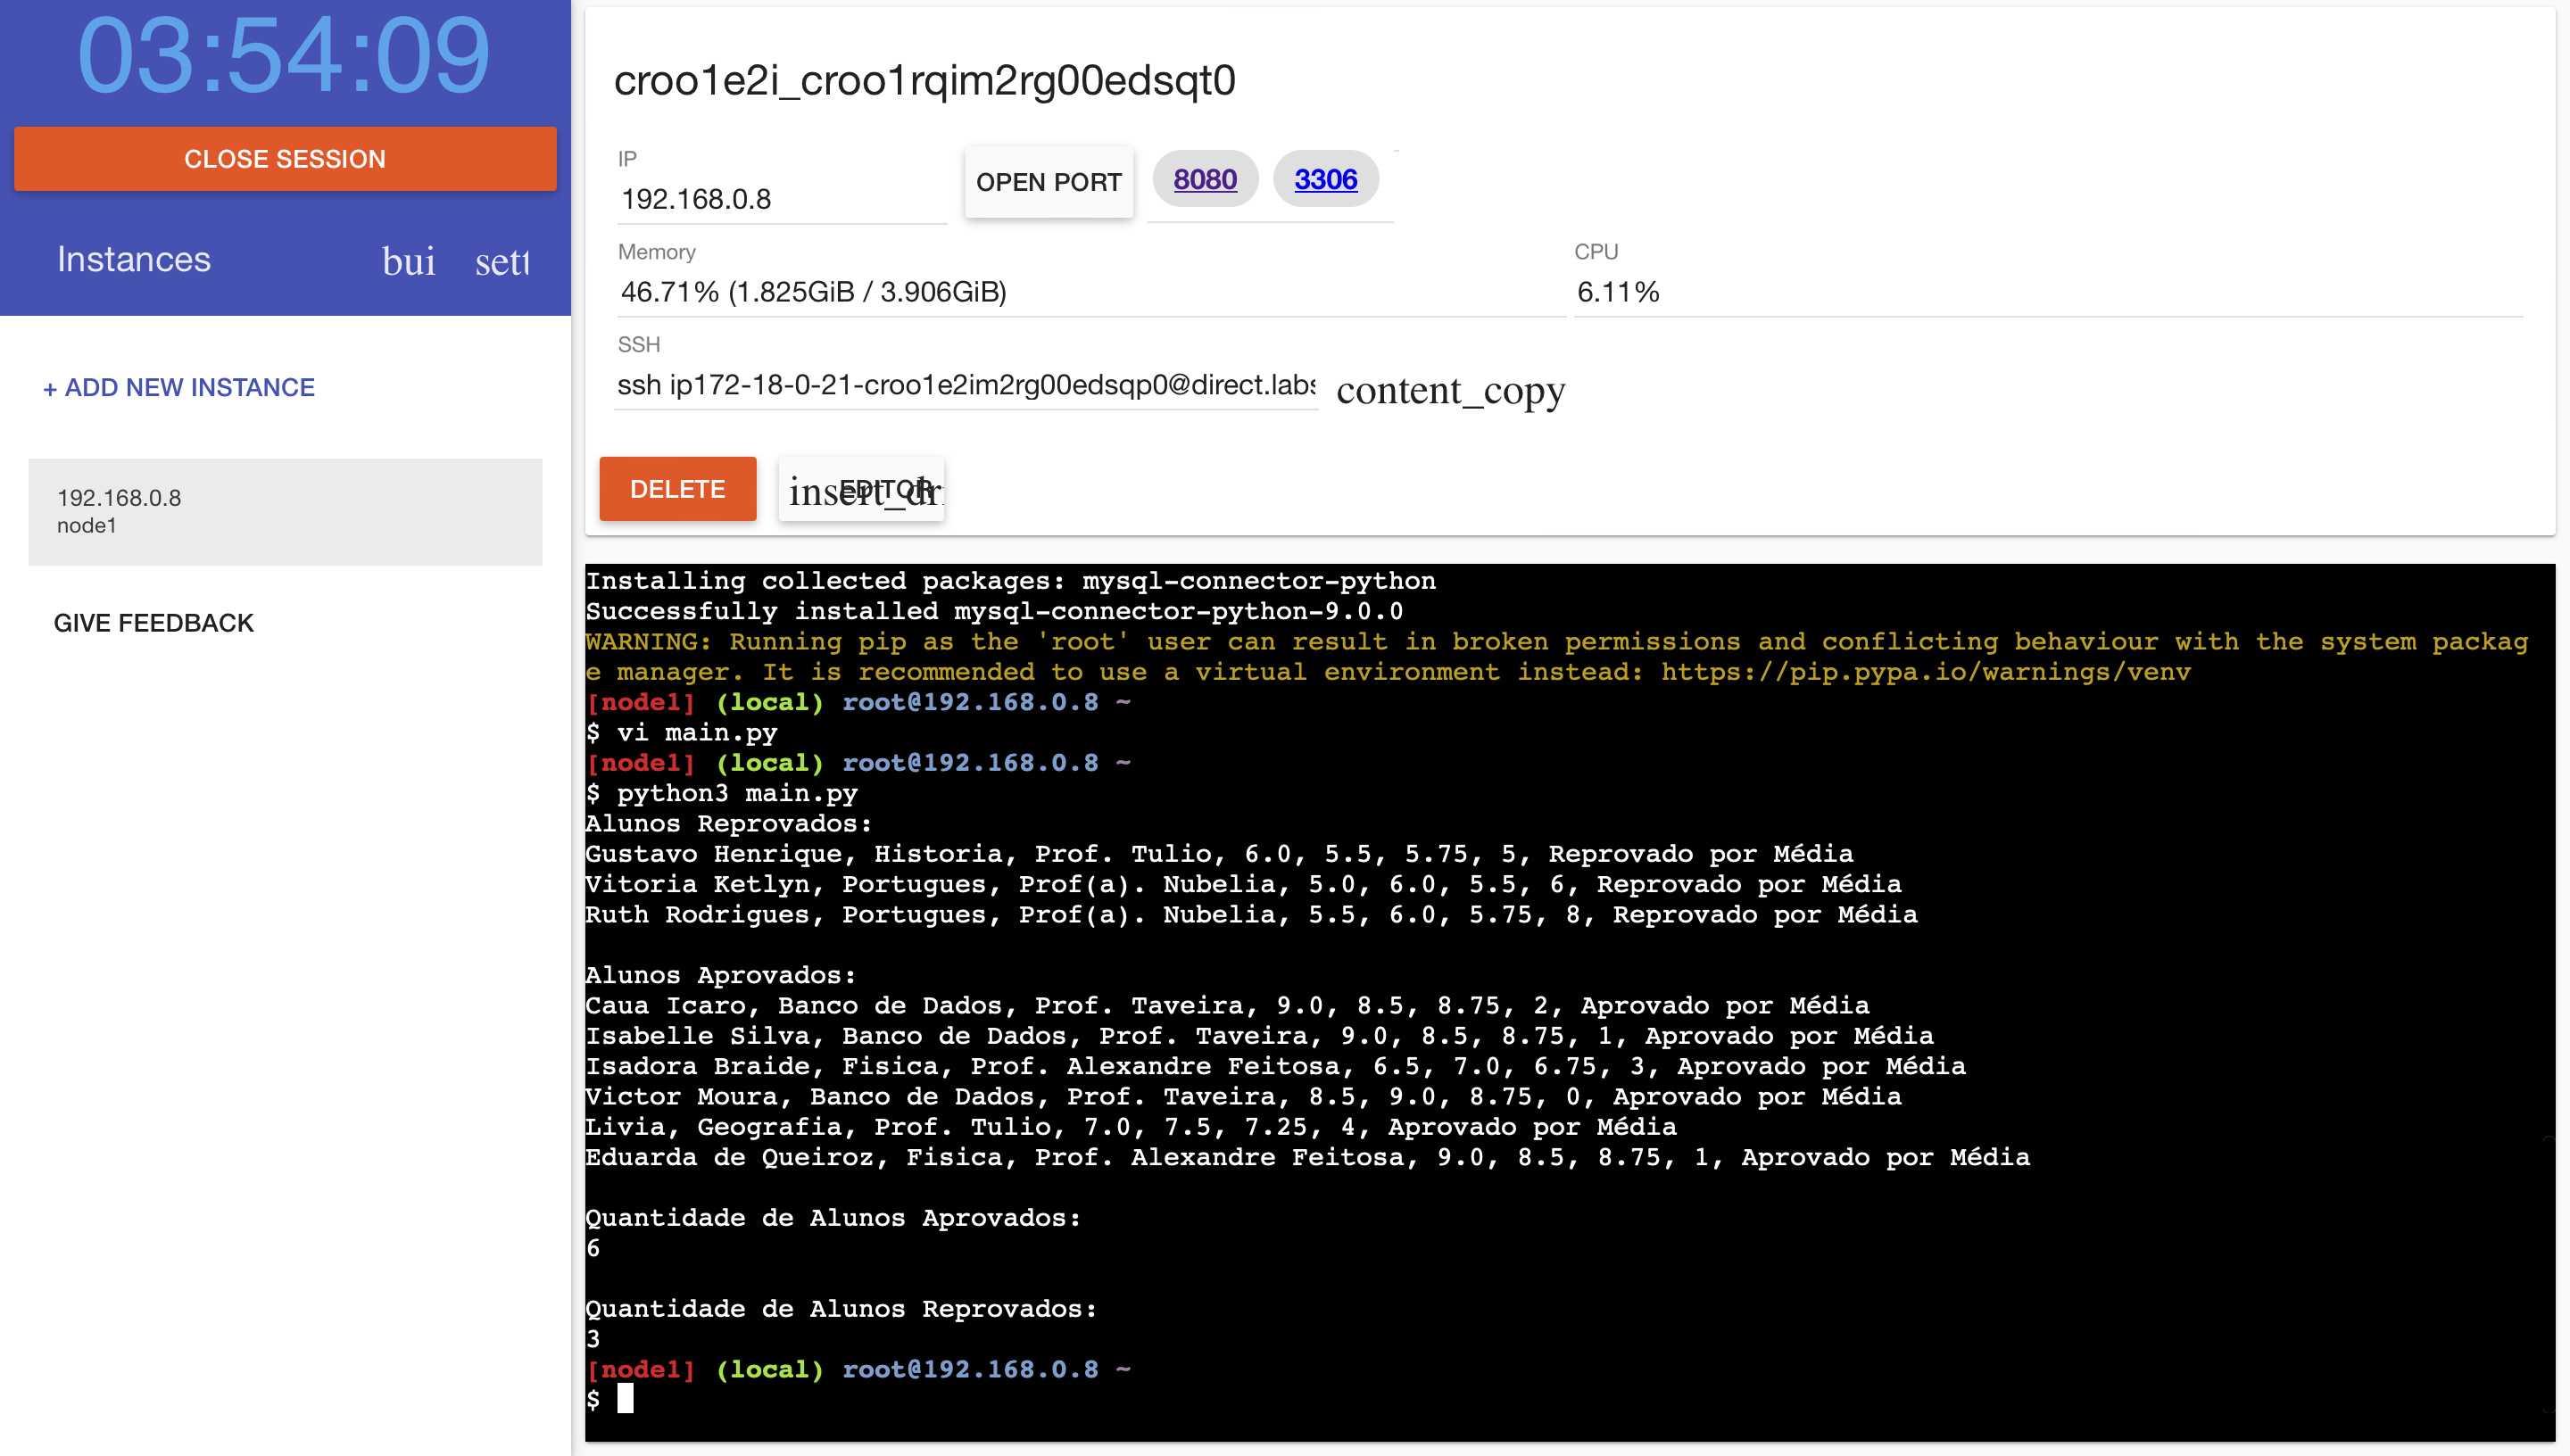 03:54:09
CLOSE SESSION
Instances
bui
sett
+ ADD NEW INSTANCE
192.168.0.8
node1
GIVE FEEDBACK
croo1e2i_croo1rqim2rg00edsqt0
IP
192.168.0.8
OPEN PORT
8080
3306
Memory
46.71% (1.825GiB / 3.906GiB)
CPU
6.11%
SSH
ssh ip172-18-0-21-croo1e2im2rg00edsqp0@direct.labs
content_copy
DELETE
insert_dri
EDITOR
Installing collected packages: mysql-connector-python
Successfully installed mysql-connector-python-9.0.0
WARNING: Running pip as the 'root' user can result in broken permissions and conflicting behaviour with the system packag
e manager. It is recommended to use a virtual environment instead: https://pip.pypa.io/warnings/venv
[node1] (local) root@192.168.0.8 ~
$ vi main.py
[node1] (local) root@192.168.0.8 ~
$ python3 main.py
Alunos Reprovados:
Gustavo Henrique, Historia, Prof. Tulio, 6.0, 5.5, 5.75, 5, Reprovado por Média
Vitoria Ketlyn, Portugues, Prof(a). Nubelia, 5.0, 6.0, 5.5, 6, Reprovado por Média
Ruth Rodrigues, Portugues, Prof(a). Nubelia, 5.5, 6.0, 5.75, 8, Reprovado por Média
Alunos Aprovados:
Caua Icaro, Banco de Dados, Prof. Taveira, 9.0, 8.5, 8.75, 2, Aprovado por Média
Isabelle Silva, Banco de Dados, Prof. Taveira, 9.0, 8.5, 8.75, 1, Aprovado por Média
Isadora Braide, Fisica, Prof. Alexandre Feitosa, 6.5, 7.0, 6.75, 3, Aprovado por Média
Victor Moura, Banco de Dados, Prof. Taveira, 8.5, 9.0, 8.75, 0, Aprovado por Média
Livia, Geografia, Prof. Tulio, 7.0, 7.5, 7.25, 4, Aprovado por Média
Eduarda de Queiroz, Fisica, Prof. Alexandre Feitosa, 9.0, 8.5, 8.75, 1, Aprovado por Média
Quantidade de Alunos Aprovados:
6
Quantidade de Alunos Reprovados:
3
[node1] (local) root@192.168.0.8 ~
$